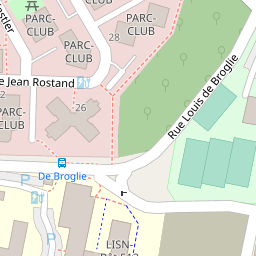 PARC-
CLUB
PARC-
CLUB
PARC-
CLUB
28
Jean Rostand
PARC-
CLUB
26
PARC-
CLUB
Rue Louis de Broglie
De Broglie
LISN-